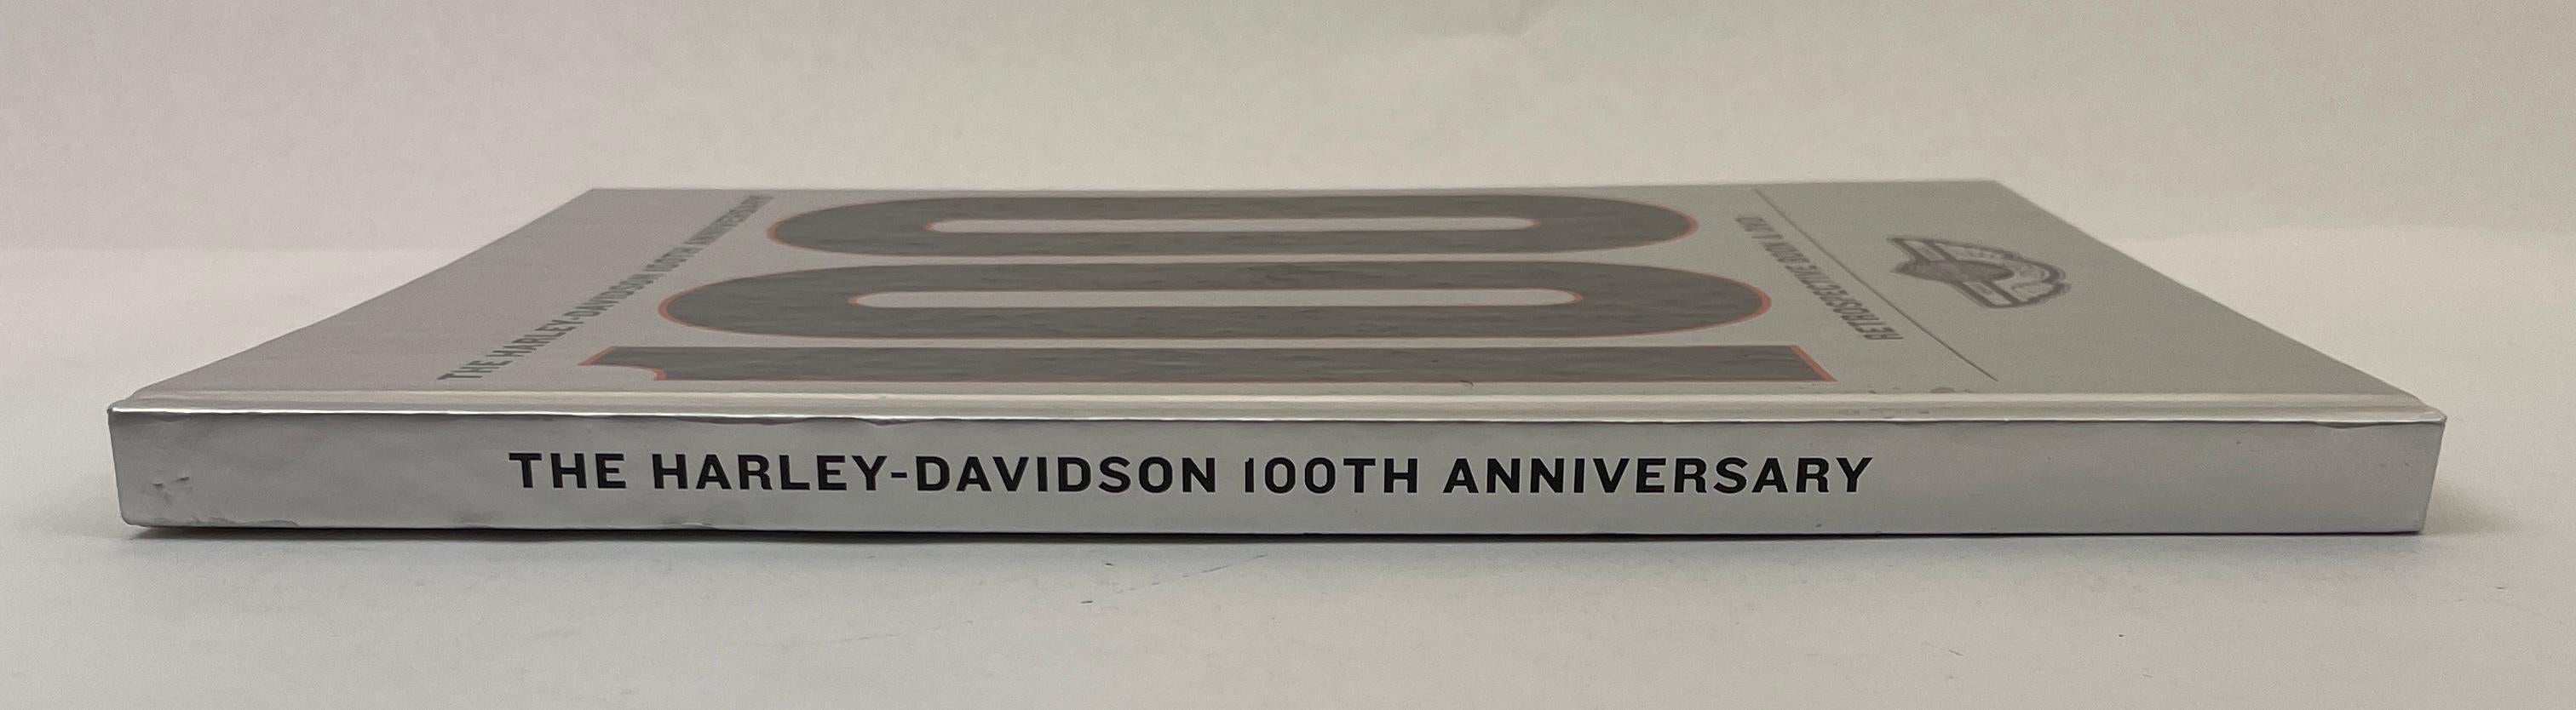 THE HARLEY-DAVIDSON 100TH ANNIVERSARY
100
RETROSPECTIVE BOOK & DVD
THE HARLEY-DAVIDSON 100TH ANNIVERSARY